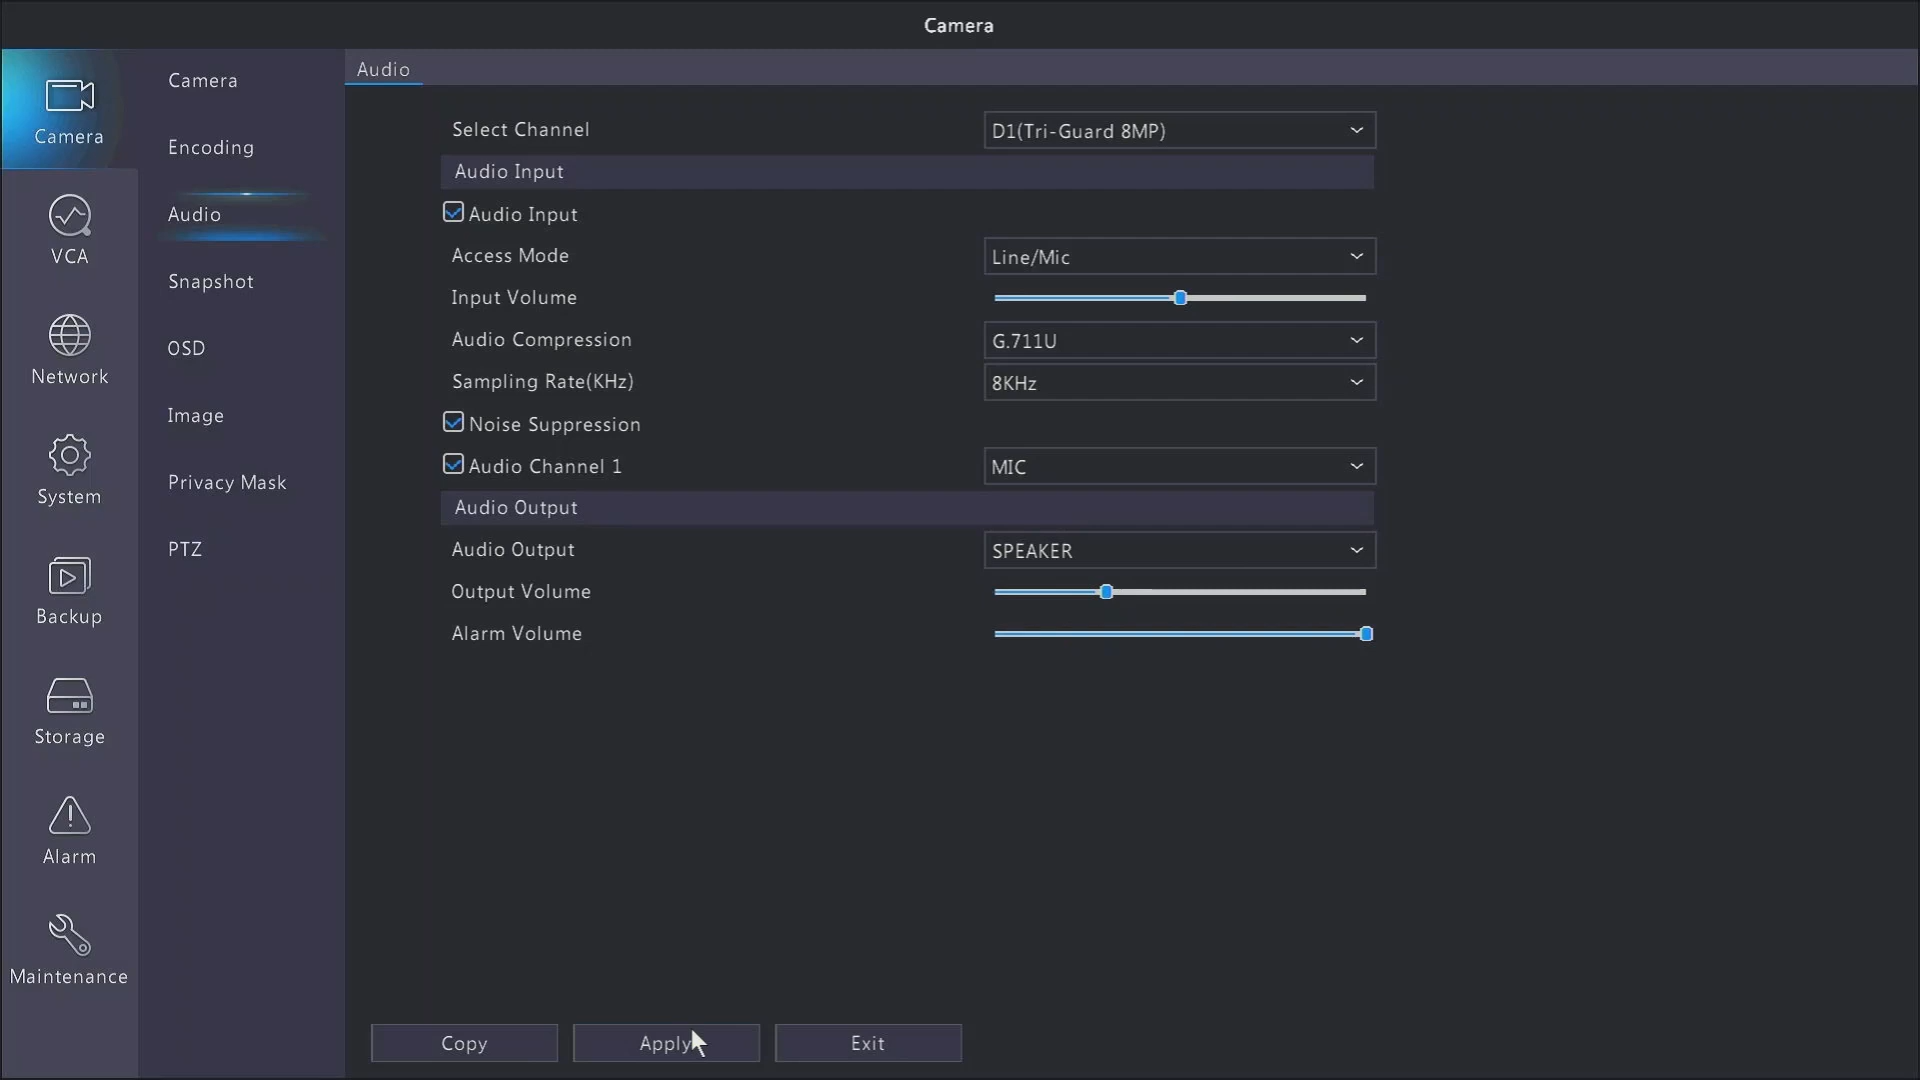 Camera
Camera
VCA
Network
System
Backup
Storage
Alarm
Maintenance
Camera
Encoding
Audio
Snapshot
OSD
Image
Privacy Mask
PTZ
Audio
Select Channel D1(Tri-Guard 8MP)
Audio Input
Audio Input
Access Mode Line/Mic
Input Volume
Audio Compression G.711U
Sampling Rate(KHz) 8KHz
Noise Suppression
Audio Channel 1 MIC
Audio Output
Audio Output SPEAKER
Output Volume
Alarm Volume
Copy Apply Exit